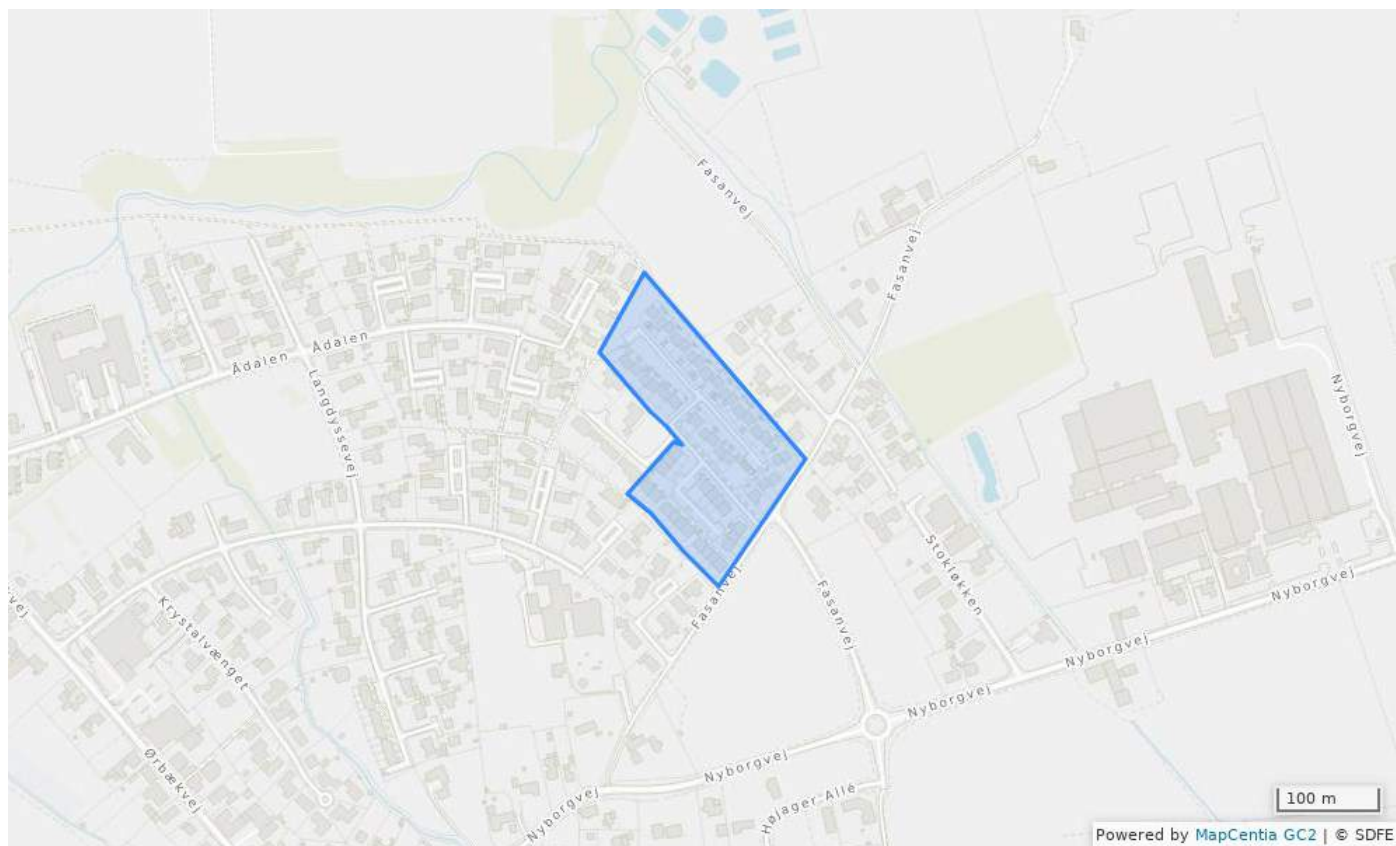 Fasanvej
Fasanvej
Ådalen
Ådalen
Langdyssevej
Nyborgvej
Stokløkken
Krystalvænget
Fasanvej
Fasanvej
Nyborgvej
Nyborgvej
Nyborgvej
Ørbækvej
Nyborgvej
Højager Allé
Nyborgvej
100 m
Powered by MapCentia GC2 | © SDFE